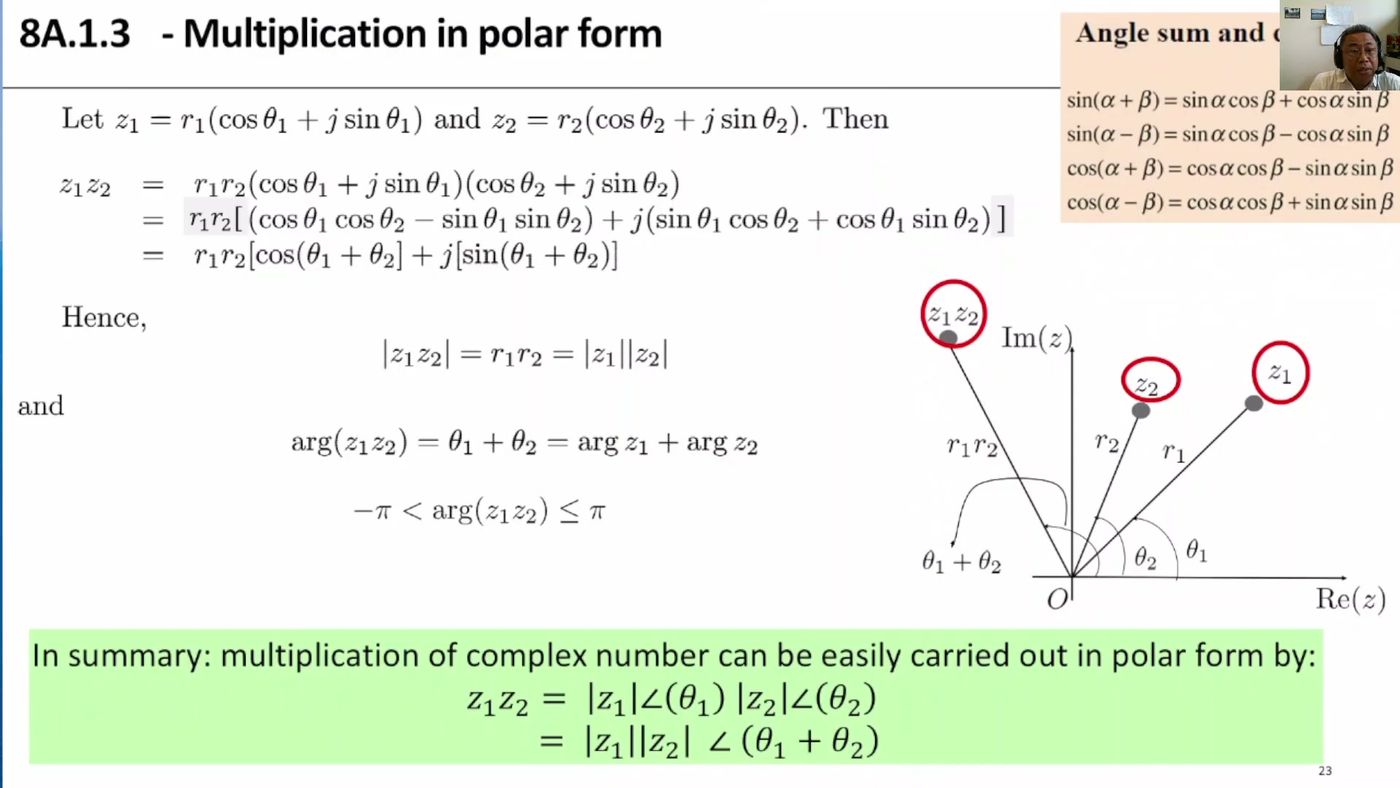 8A.1.3 - Multiplication in polar form
Angle sum and
sin(α + β) = sin α cos β + cos α sin β
sin(α − β) = sin α cos β − cos α sin β
cos(α + β) = cos α cos β − sin α sin β
cos(α − β) = cos α cos β + sin α sin β
Let z₁ = r₁(cos θ₁ + j sin θ₁) and z₂ = r₂(cos θ₂ + j sin θ₂). Then
z₁z₂ = r₁r₂(cos θ₁ + j sin θ₁)(cos θ₂ + j sin θ₂)
= r₁r₂[(cos θ₁ cos θ₂ − sin θ₁ sin θ₂) + j(sin θ₁ cos θ₂ + cos θ₁ sin θ₂)]
= r₁r₂[cos(θ₁ + θ₂] + j[sin(θ₁ + θ₂)]
Hence,
|z₁z₂| = r₁r₂ = |z₁||z₂|
and
arg(z₁z₂) = θ₁ + θ₂ = arg z₁ + arg z₂
−π < arg(z₁z₂) ≤ π
z₁z₂
Im(z)
z₂
z₁
r₁r₂
r₂
r₁
θ₁ + θ₂
θ₂
θ₁
O
Re(z)
In summary: multiplication of complex number can be easily carried out in polar form by:
z₁z₂ = |z₁|∠(θ₁) |z₂|∠(θ₂)
= |z₁||z₂| ∠ (θ₁ + θ₂)
23